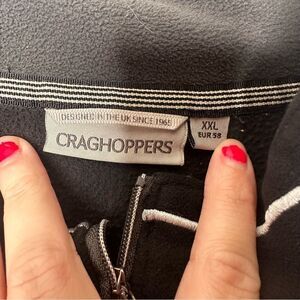 DESIGNED IN THE UK SINCE 1965
CRAGHOPPERS
XXL
EUR 58